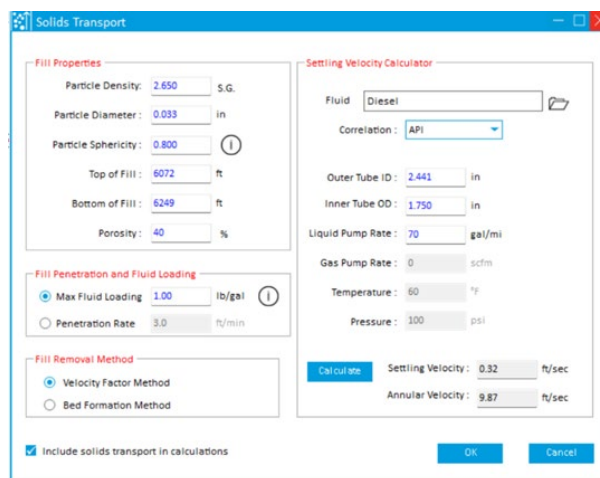 Solids Transport
Fill Properties
Particle Density: 2.650 S.G.
Particle Diameter : 0.033 in
Particle Sphericity : 0.800 i
Top of Fill : 6072 ft
Bottom of Fill : 6249 ft
Porosity : 40 %
Fill Penetration and Fluid Loading
Max Fluid Loading 1.00 lb/gal i
Penetration Rate 3.0 ft/min
Fill Removal Method
Velocity Factor Method
Bed Formation Method
Include solids transport in calculations
Settling Velocity Calculator
Fluid Diesel
Correlation : API
Outer Tube ID : 2.441 in
Inner Tube OD : 1.750 in
Liquid Pump Rate : 70 gal/mi
Gas Pump Rate : 0 scfm
Temperature : 60 °F
Pressure : 100 psi
Calculate Settling Velocity : 0.32 ft/sec
Annular Velocity : 9.87 ft/sec
OK Cancel